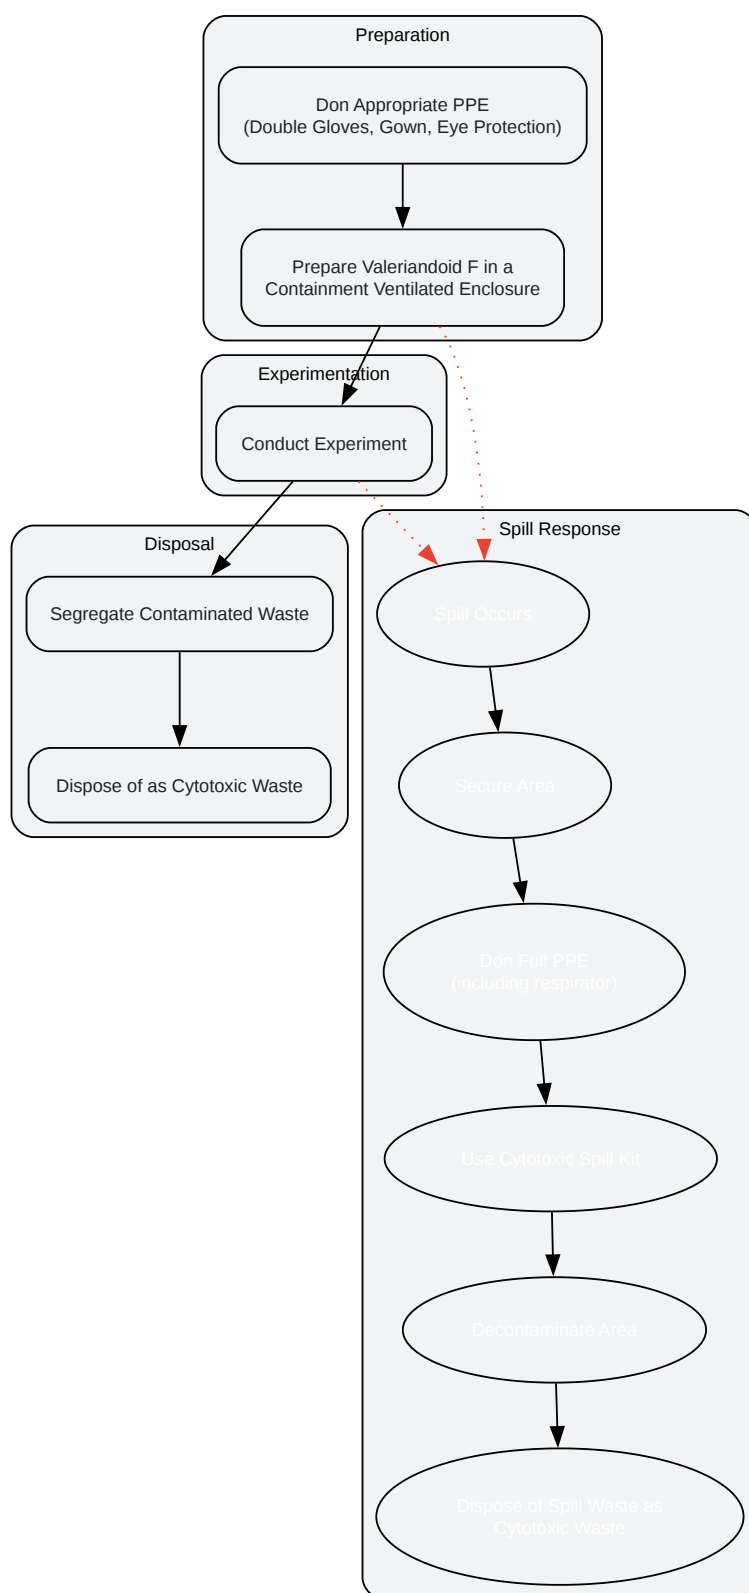 Preparation
Don Appropriate PPE
(Double Gloves, Gown, Eye Protection)
Prepare Valeriandoid F in a
Containment Ventilated Enclosure
Experimentation
Conduct Experiment
Disposal
Segregate Contaminated Waste
Dispose of as Cytotoxic Waste
Spill Response
Spill Occurs
Secure Area
Don Full PPE
(including respirator)
Use Cytotoxic Spill Kit
Decontaminate Area
Dispose of Spill Waste as
Cytotoxic Waste